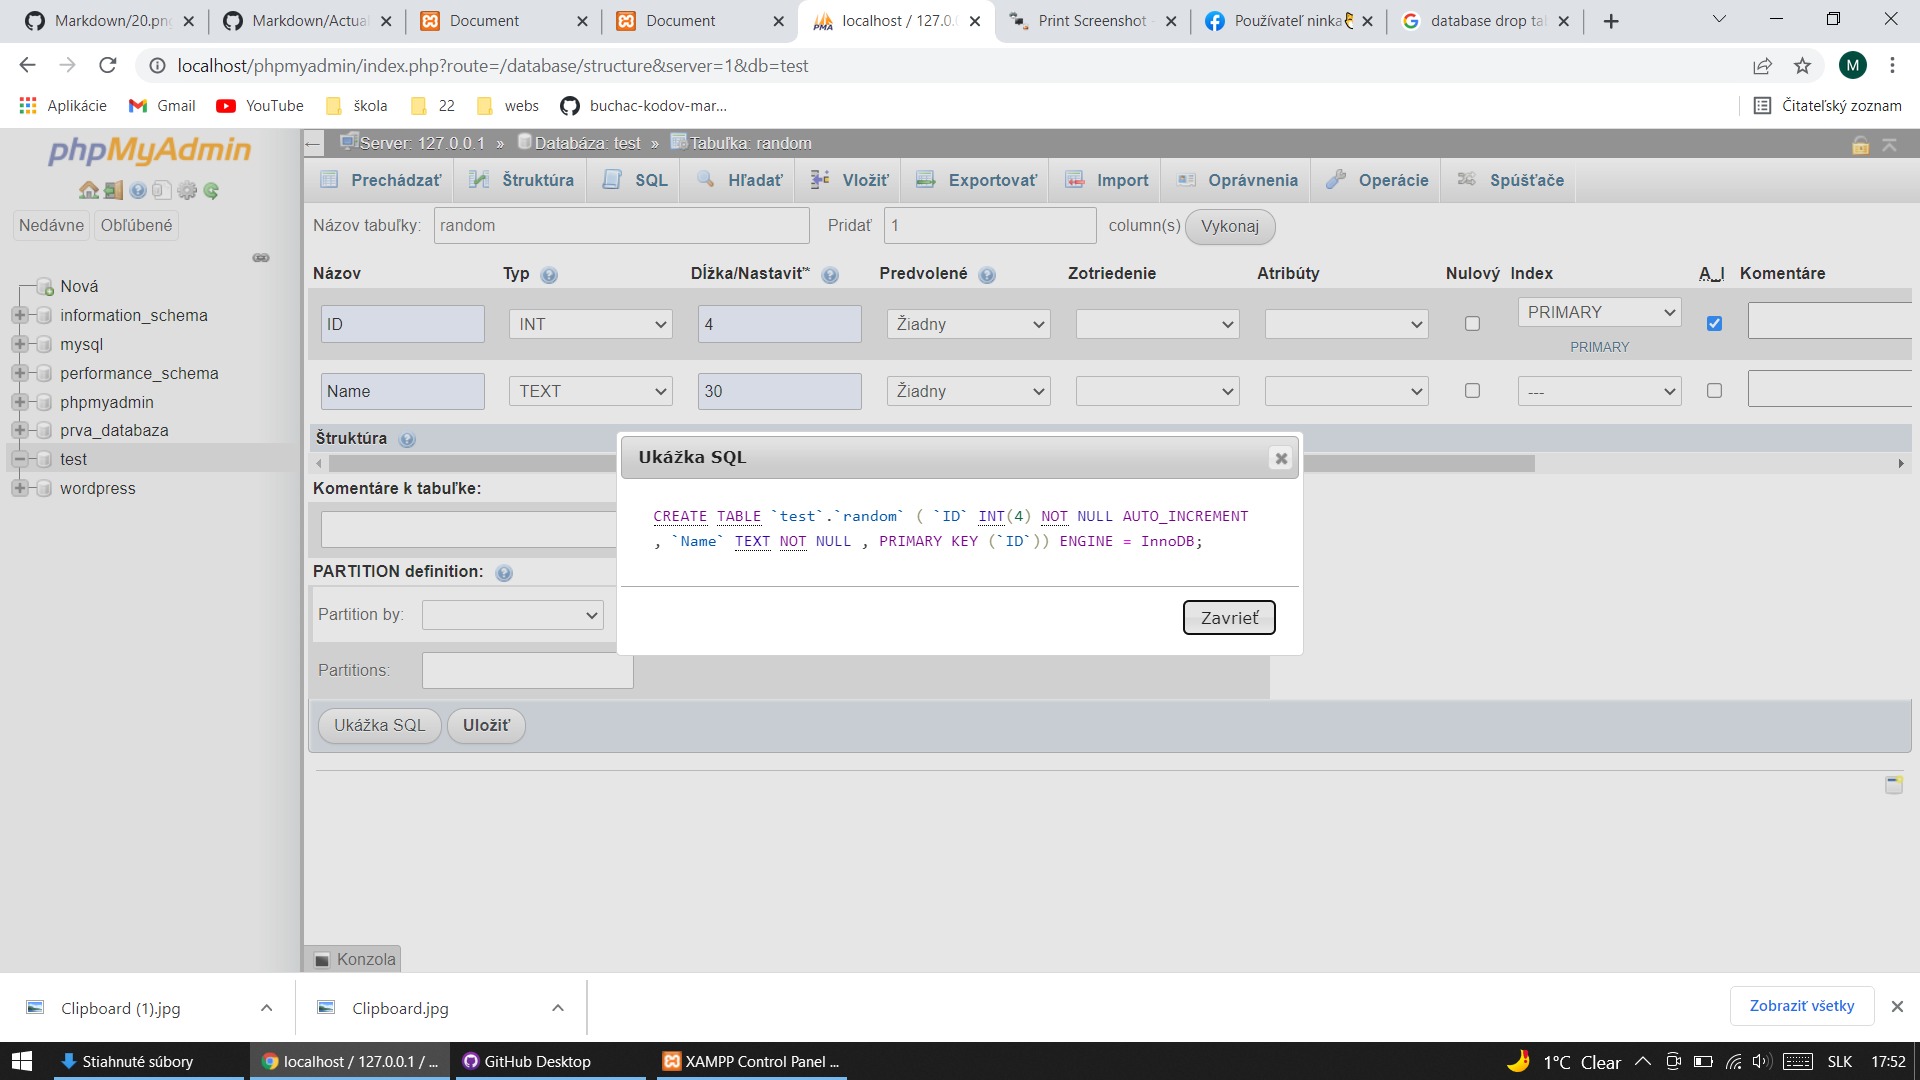 Markdown/20.pn
Markdown/Actual
Document
Document
localhost / 127.0.
Print Screenshot
Používateľ ninka
database drop ta
localhost/phpmyadmin/index.php?route=/database/structure&server=1&db=test
M
Aplikácie
Gmail
YouTube
škola
22
webs
buchac-kodov-mar...
Čitateľský zoznam
phpMyAdmin
Nedávne
Obľúbené
Nová
information_schema
mysql
performance_schema
phpmyadmin
prva_databaza
test
wordpress
Server: 127.0.0.1 » Databáza: test » Tabuľka: random
Prechádzať
Štruktúra
SQL
Hľadať
Vložiť
Exportovať
Import
Oprávnenia
Operácie
Spúšťače
Názov tabuľky: random Pridať 1 column(s) Vykonaj
Názov Typ Dĺžka/Nastaviť* Predvolené Zotriedenie Atribúty Nulový Index A_I Komentáre
ID INT 4 Žiadny PRIMARY
PRIMARY
Name TEXT 30 Žiadny ---
Štruktúra
Komentáre k tabuľke:
PARTITION definition:
Partition by:
Partitions:
Ukážka SQL
Uložiť
Ukážka SQL
CREATE TABLE `test`.`random` ( `ID` INT(4) NOT NULL AUTO_INCREMENT
, `Name` TEXT NOT NULL , PRIMARY KEY (`ID`)) ENGINE = InnoDB;
Zavrieť
Konzola
Clipboard (1).jpg
Clipboard.jpg
Zobraziť všetky
Stiahnuté súbory
localhost / 127.0.0.1 / ...
GitHub Desktop
XAMPP Control Panel ...
1°C Clear
SLK
17:52